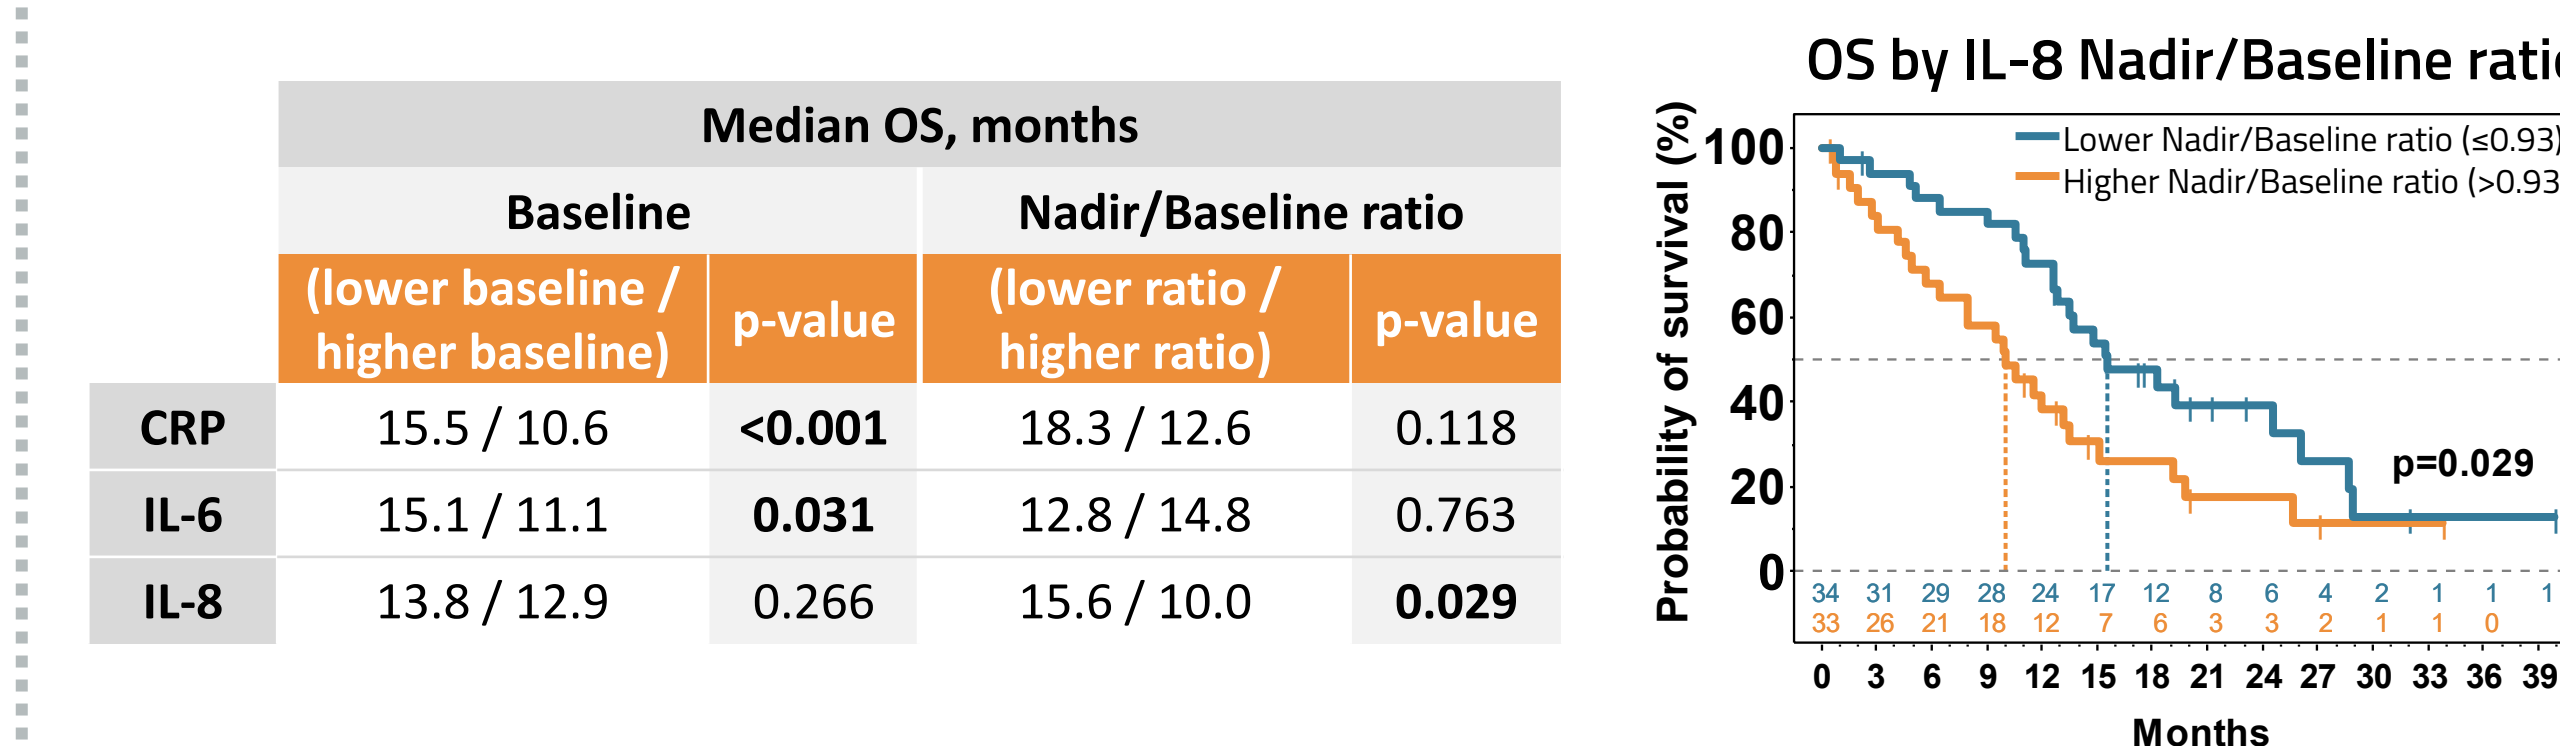 Median OS, months
Baseline Nadir/Baseline ratio
(lower baseline / higher baseline) p-value (lower ratio / higher ratio) p-value
CRP 15.5 / 10.6 <0.001 18.3 / 12.6 0.118
IL-6 15.1 / 11.1 0.031 12.8 / 14.8 0.763
IL-8 13.8 / 12.9 0.266 15.6 / 10.0 0.029
OS by IL-8 Nadir/Baseline ratio
Probability of survival (%)
Lower Nadir/Baseline ratio (≤0.93)
Higher Nadir/Baseline ratio (>0.93
100
80
60
40
20
0
p=0.029
34 31 29 28 24 17 12 8 6 4 2 1 1 1
33 26 21 18 12 7 6 3 3 2 1 1 0
0 3 6 9 12 15 18 21 24 27 30 33 36 39
Months